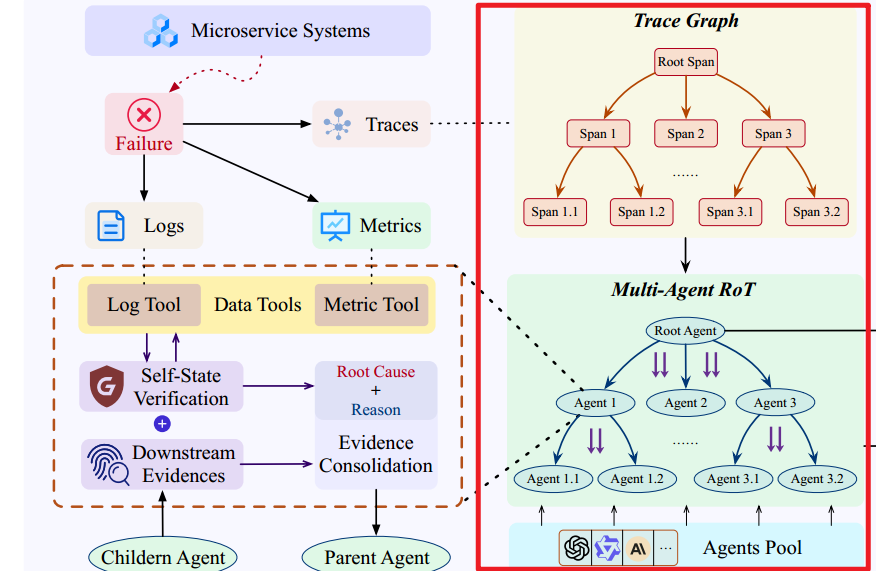 Microservice Systems
Failure
Traces
Logs
Metrics
Log Tool
Data Tools
Metric Tool
Self-State
Verification
Root Cause
+
Reason
+
Downstream
Evidences
Evidence
Consolidation
Childern Agent
Parent Agent
Trace Graph
Root Span
Span 1
Span 2
Span 3
......
Span 1.1
Span 1.2
Span 3.1
Span 3.2
Multi-Agent RoT
Root Agent
Agent 1
Agent 2
Agent 3
......
Agent 1.1
Agent 1.2
Agent 3.1
Agent 3.2
...
Agents Pool